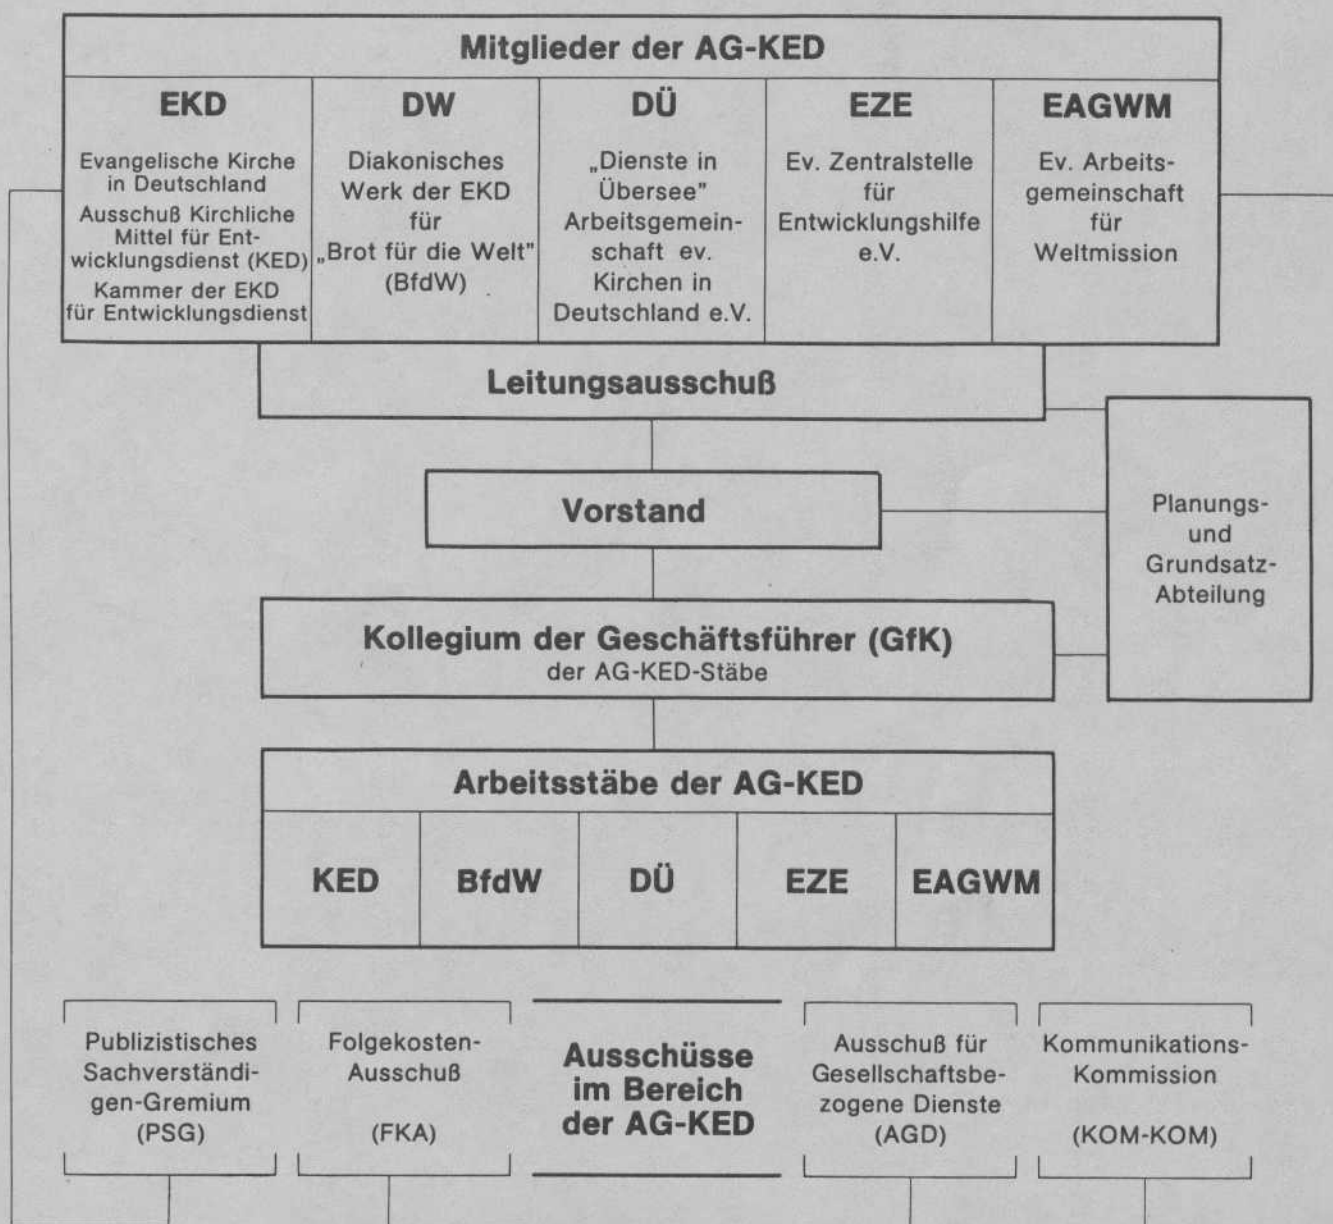 Mitglieder der AG-KED
EKD
Evangelische Kirche
in Deutschland
Ausschuß Kirchliche
Mittel für Ent-
wicklungsdienst (KED)
Kammer der EKD
für Entwicklungsdienst
DW
Diakonisches
Werk der EKD
für
„Brot für die Welt”
(BfdW)
DÜ
„Dienste in
Übersee”
Arbeitsgemein-
schaft ev.
Kirchen in
Deutschland e.V.
EZE
Ev. Zentralstelle
für
Entwicklungshilfe
e.V.
EAGWM
Ev. Arbeits-
gemeinschaft
für
Weltmission
Leitungsausschuß
Vorstand
Planungs-
und
Grundsatz-
Abteilung
Kollegium der Geschäftsführer (GfK)
der AG-KED-Stäbe
Arbeitsstäbe der AG-KED
KED
BfdW
DÜ
EZE
EAGWM
Publizistisches
Sachverständi-
gen-Gremium
(PSG)
Folgekosten-
Ausschuß
(FKA)
Ausschüsse
im Bereich
der AG-KED
Ausschuß für
Gesellschaftsbe-
zogene Dienste
(AGD)
Kommunikations-
Kommission
(KOM-KOM)